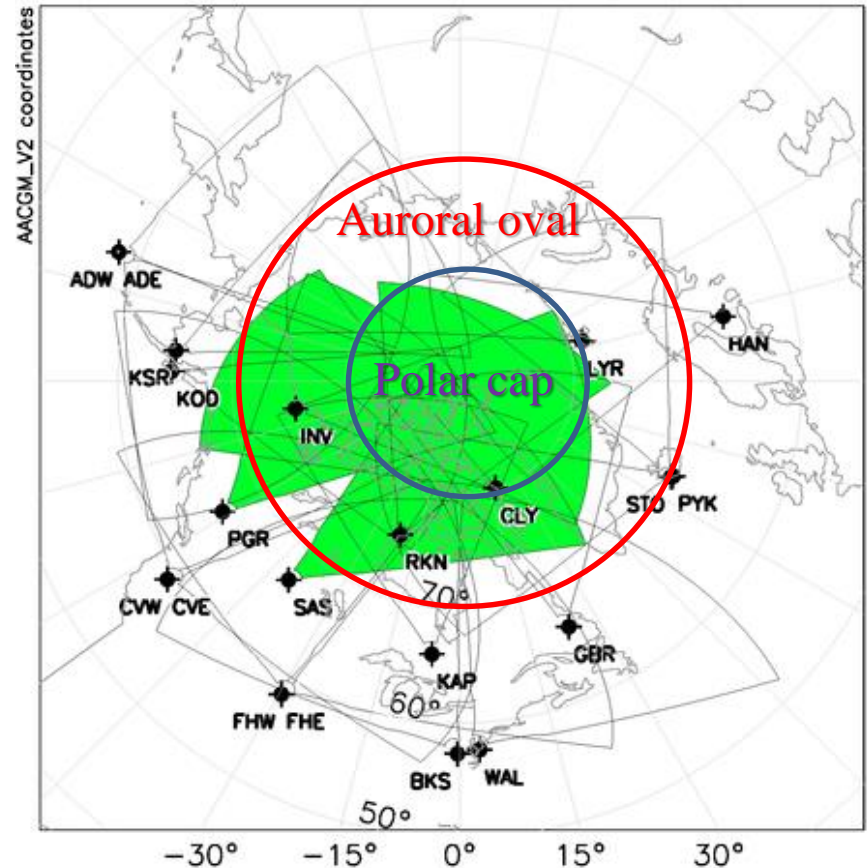 AACGM_V2 coordinates
Auroral oval
ADW ADE
HAN
KSR
KOD
LYR
Polar cap
INV
STO PYK
CLY
PGR
RKN
CVW CVE
SAS
70°
GBR
KAP
60°
FHW FHE
BKS
WAL
50°
-30° -15° 0° 15° 30°